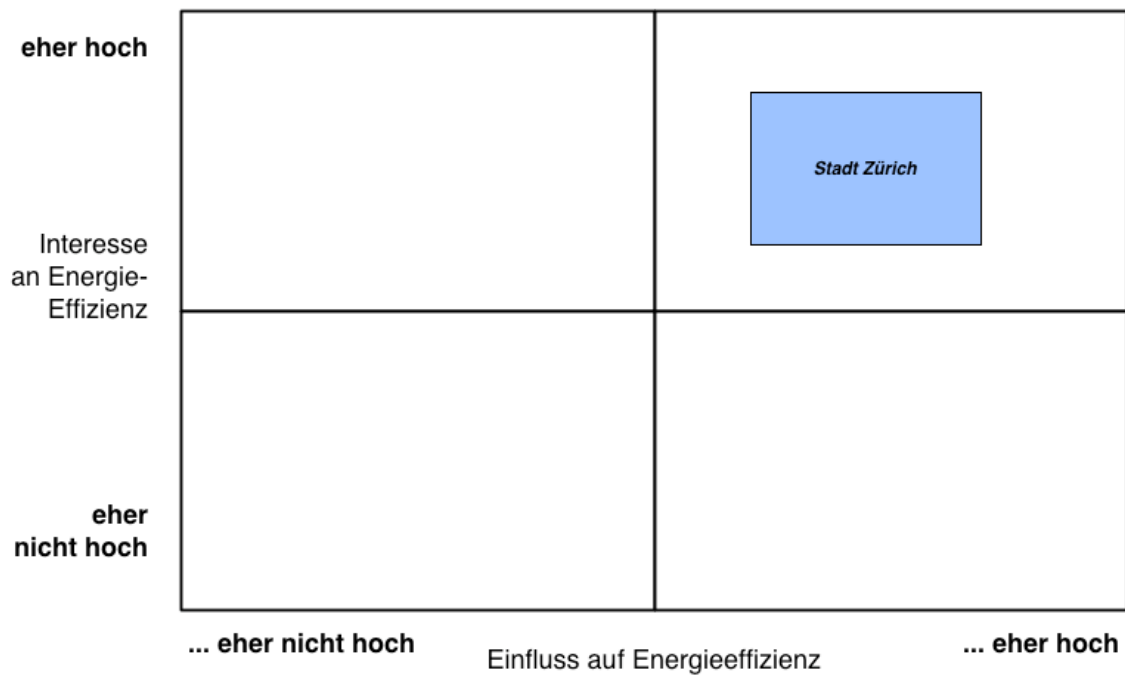 eher hoch
Stadt Zürich
Interesse
an Energie-
Effizienz
eher
nicht hoch
... eher nicht hoch
Einfluss auf Energieeffizienz
... eher hoch